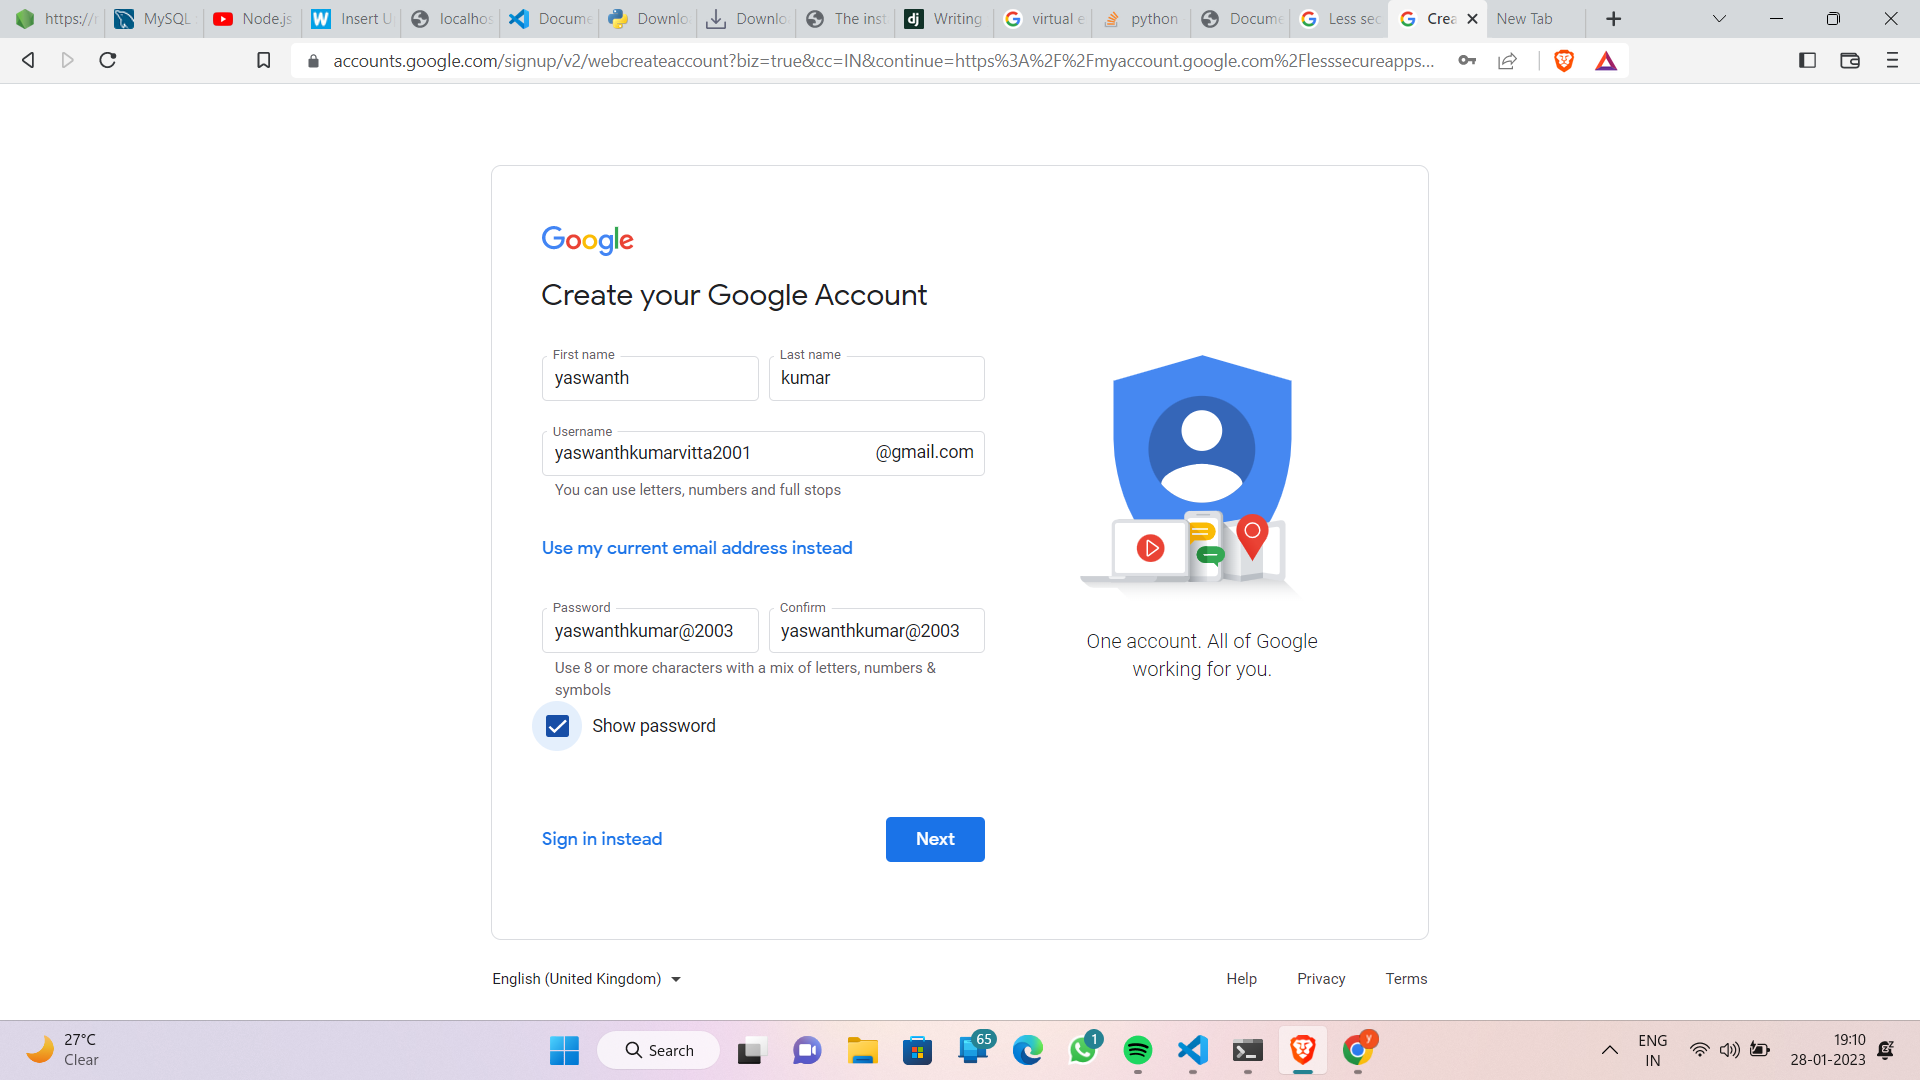 https://r
MySQL
Node.js
Insert U
localhos
Docume
Downlo
Downlo
The inst
Writing
virtual e
python
Docume
Less sec
Crea
New Tab
accounts.google.com/signup/v2/webcreateaccount?biz=true&cc=IN&continue=https%3A%2F%2Fmyaccount.google.com%2Flesssecureapps...
Google
Create your Google Account
First name
Last name
yaswanth
kumar
Username
yaswanthkumarvitta2001
@gmail.com
You can use letters, numbers and full stops
Use my current email address instead
Password
Confirm
yaswanthkumar@2003
yaswanthkumar@2003
Use 8 or more characters with a mix of letters, numbers &
symbols
Show password
Sign in instead
Next
One account. All of Google
working for you.
English (United Kingdom)
Help
Privacy
Terms
27°C
Clear
Search
65
1
y
ENG
IN
19:10
28-01-2023